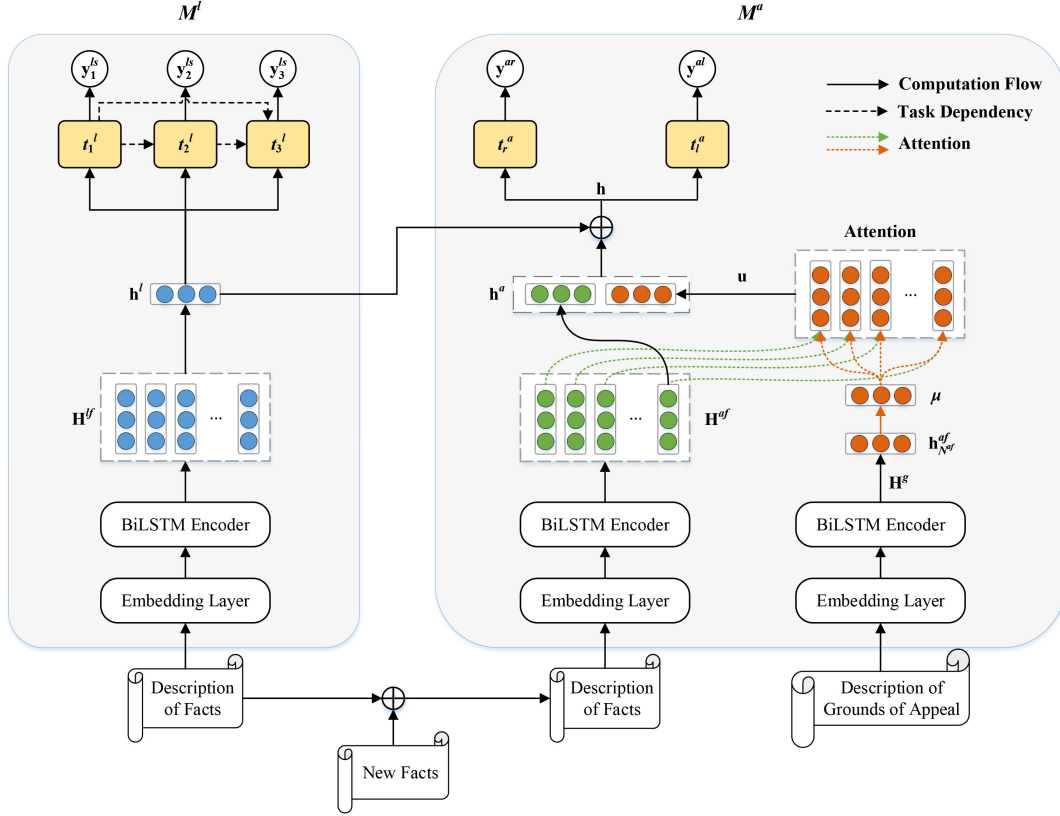 M^l
M^a
y_1^{ls}
y_2^{ls}
y_3^{ls}
y^{ar}
y^{al}
Computation Flow
Task Dependency
Attention
t_1^l
t_2^l
t_3^l
t_r^a
t_l^a
h
Attention
h^l
h^a
u
...
H^{lf}
...
...
H^{af}
μ
h_{N^{af}}^{af}
H^g
BiLSTM Encoder
BiLSTM Encoder
BiLSTM Encoder
Embedding Layer
Embedding Layer
Embedding Layer
Description
of Facts
Description
of Facts
Description of
Grounds of Appeal
New Facts